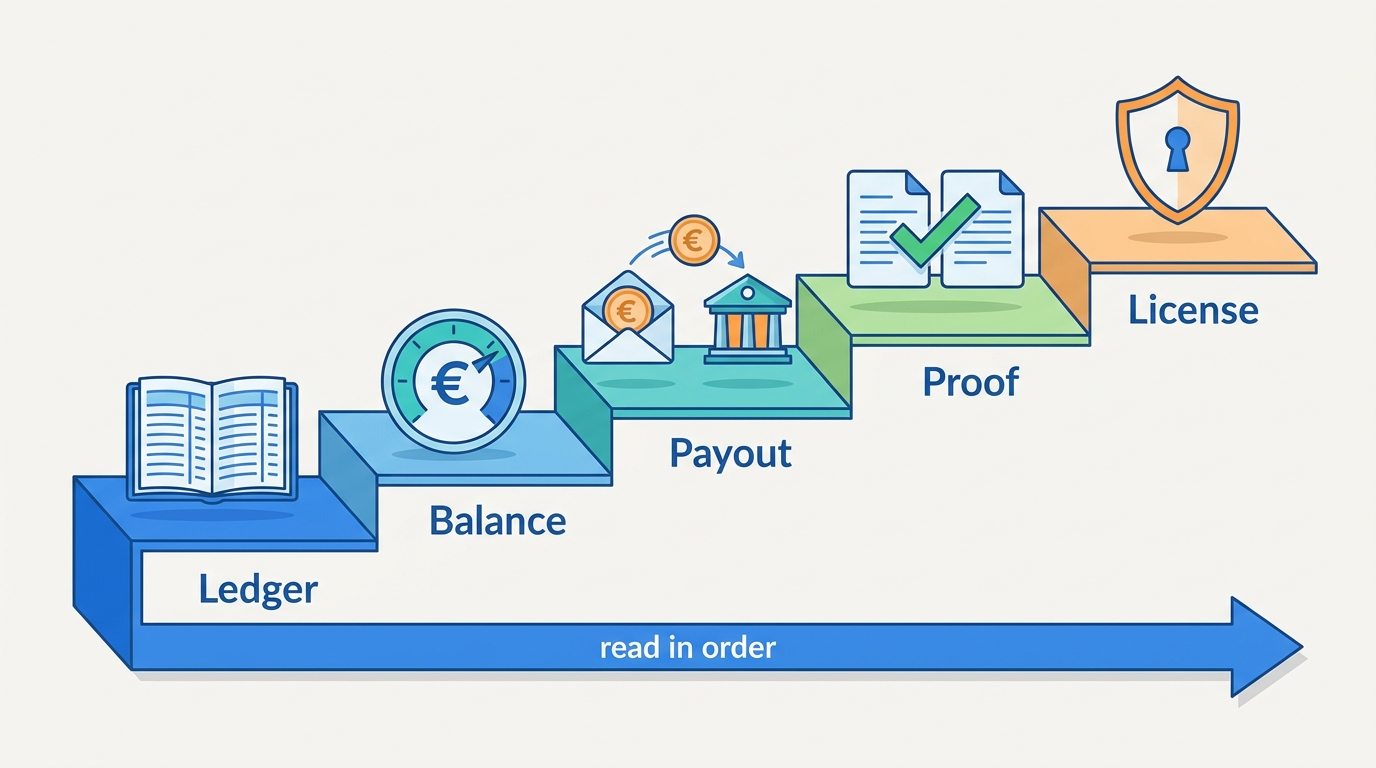 Ledger
€
Balance
€
€
Payout
Proof
License
read in order